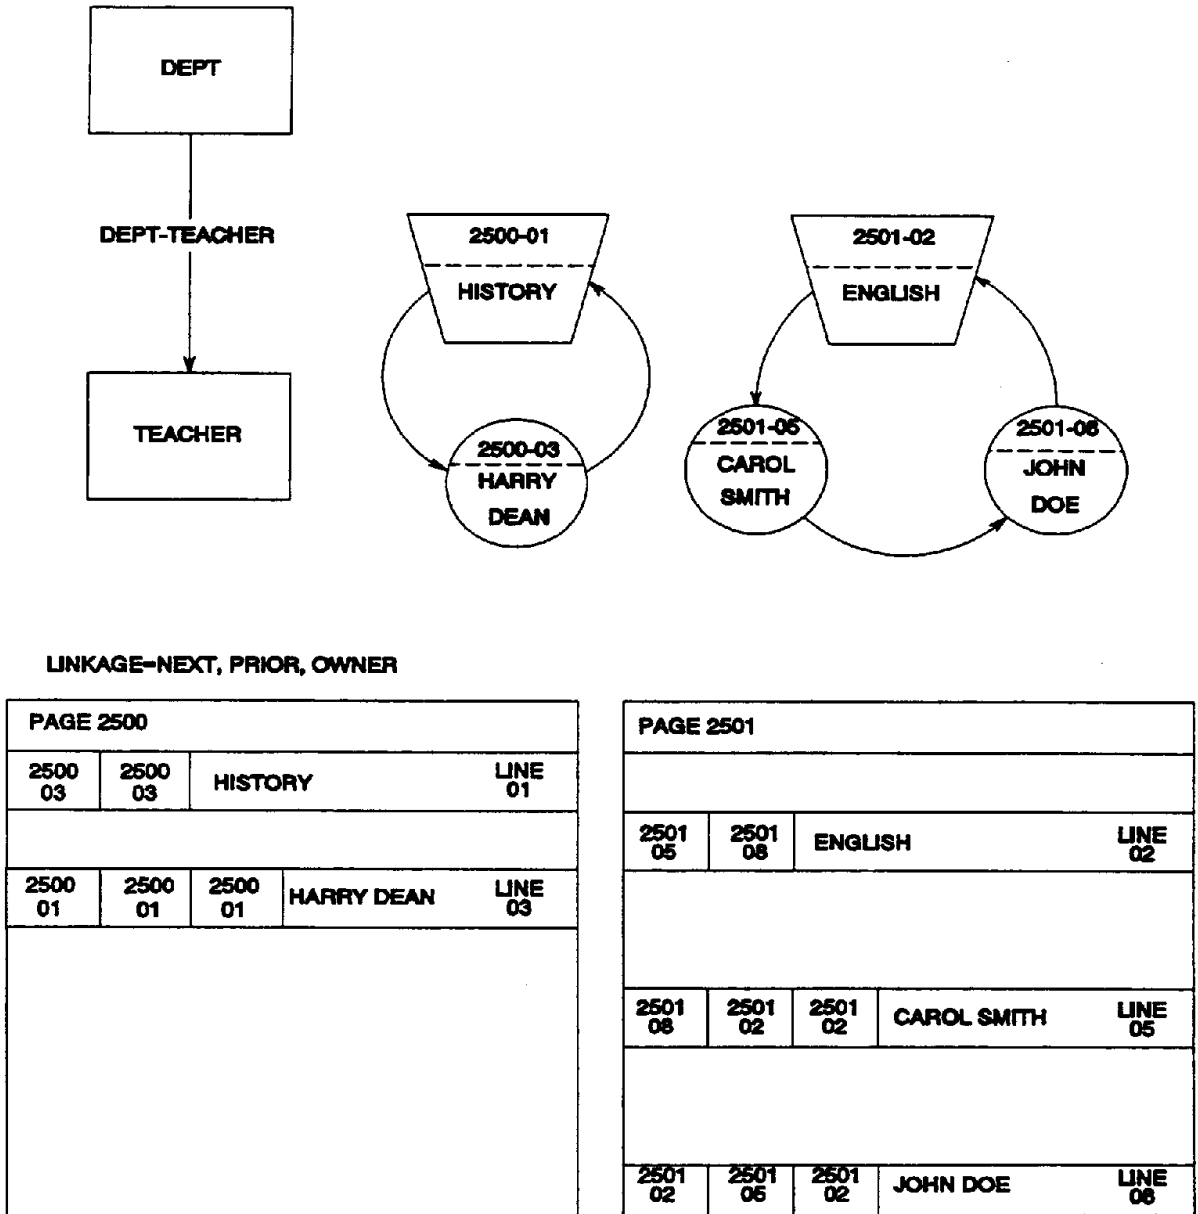 DEPT
DEPT-TEACHER
TEACHER
2500-01
HISTORY
2500-03
HARRY
DEAN
2501-02
ENGLISH
2501-05
CAROL
SMITH
2501-08
JOHN
DOE
LINKAGE=NEXT, PRIOR, OWNER
PAGE 2500
2500 2500 HISTORY LINE
03 03 01
2500 2500 2500 HARRY DEAN LINE
01 01 01 03
PAGE 2501
2501 2501 ENGLISH LINE
05 08 02
2501 2501 2501 CAROL SMITH LINE
08 02 02 05
2501 2501 2501 JOHN DOE LINE
02 05 02 08